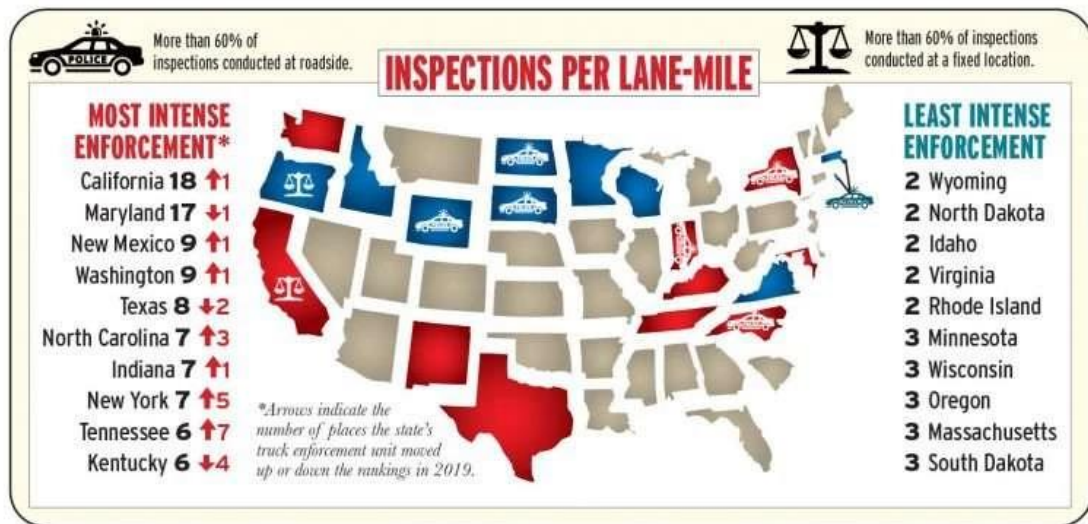 More than 60% of
inspections conducted at roadside.
POLICE
INSPECTIONS PER LANE-MILE
More than 60% of inspections
conducted at a fixed location.
MOST INTENSE
ENFORCEMENT*
California 18 ↑1
Maryland 17 ↓1
New Mexico 9 ↑1
Washington 9 ↑1
Texas 8 ↓2
North Carolina 7 ↑3
Indiana 7 ↑1
New York 7 ↑5
Tennessee 6 ↑7
Kentucky 6 ↓4
*Arrows indicate the
number of places the state's
truck enforcement unit moved
up or down the rankings in 2019.
LEAST INTENSE
ENFORCEMENT
2 Wyoming
2 North Dakota
2 Idaho
2 Virginia
2 Rhode Island
3 Minnesota
3 Wisconsin
3 Oregon
3 Massachusetts
3 South Dakota